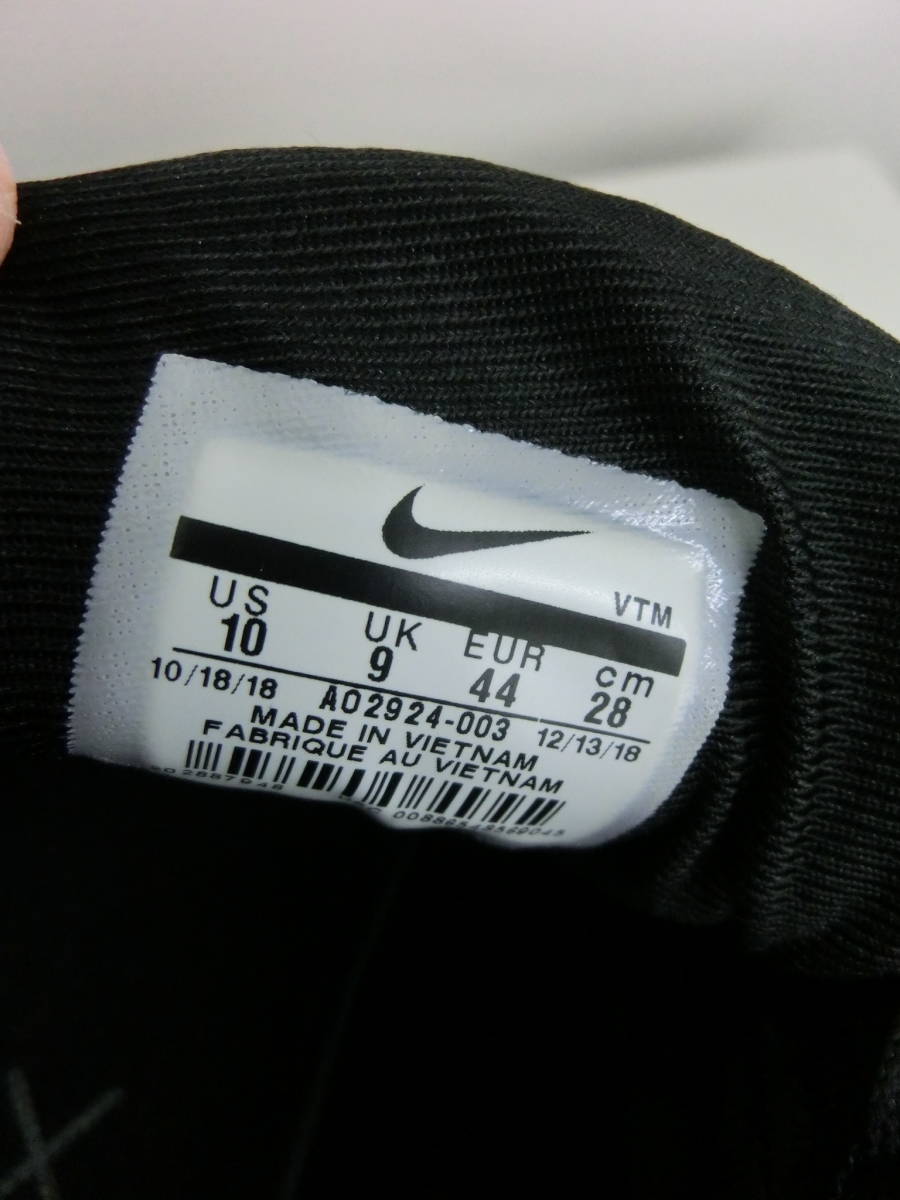 VTM
US UK EUR cm
10 9 44 28
10/18/18 AO2924-003 12/13/18
MADE IN VIETNAM
FABRIQUE AU VIETNAM